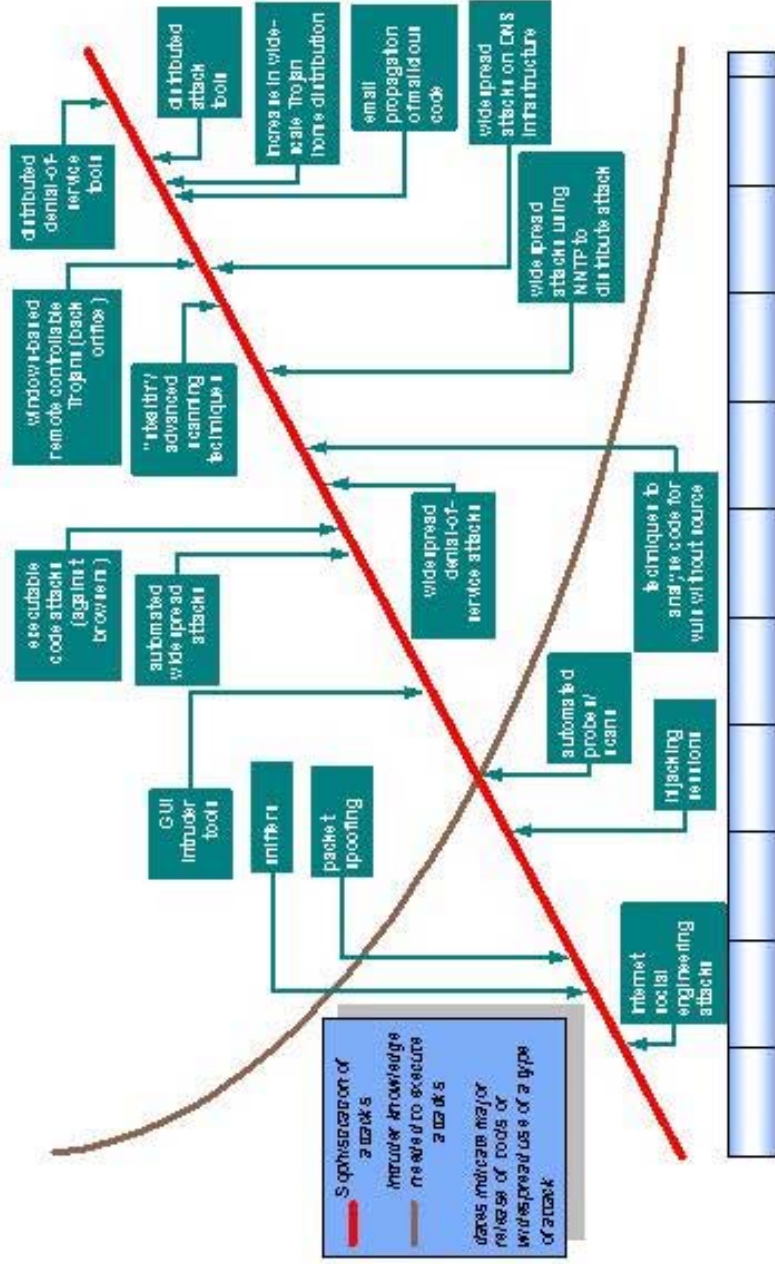 Sophistication of
attacks
Intruder knowledge
needed to execute
attacks
dates indicate major
release of tools or
widespread use of a type
of attack
internet
social
engineering
attacks
sniffers
packet
spoofing
hijacking
sessions
automated
probes/
scans
GUI
intruder
tools
automated
widespread
attacks
executable
code attacks
(against
browsers)
widespread
denial-of-
service attacks
techniques to
analyze code for
vuls without source
widespread
attacks using
NNTP to
distribute attack
"stealth"/
advanced
scanning
techniques
windows-based
remote controllable
Trojans (back
orifice)
widespread
attacks on DNS
infrastructure
email
propagation
of malicious
code
increase in wide-
scale Trojan
horse distribution
distributed
attack
tools
distributed
denial-of-
service
tools